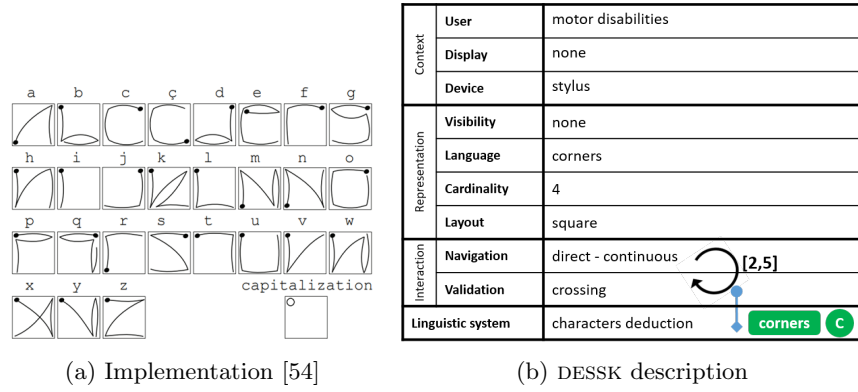 a b c ç d e f g
h i j k l m n o
p q r s t u v w
x y z capitalization
(a) Implementation [54]
Context
User motor disabilities
Display none
Device stylus
Representation
Visibility none
Language corners
Cardinality 4
Layout square
Interaction
Navigation direct - continuous
[2,5]
Validation crossing
Linguistic system characters deduction corners C
(b) DESSK description